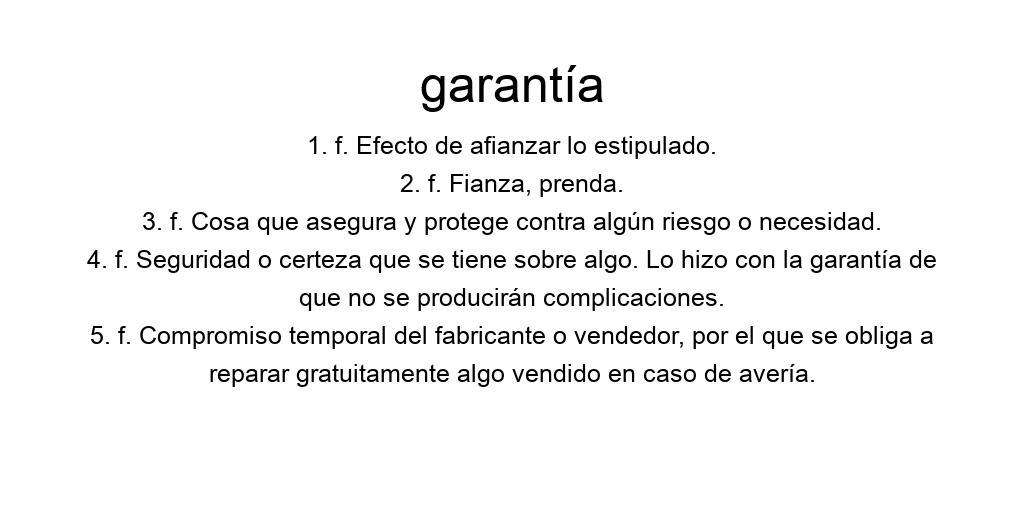 garantía
1. f. Efecto de afianzar lo estipulado.
2. f. Fianza, prenda.
3. f. Cosa que asegura y protege contra algún riesgo o necesidad.
4. f. Seguridad o certeza que se tiene sobre algo. Lo hizo con la garantía de
que no se producirán complicaciones.
5. f. Compromiso temporal del fabricante o vendedor, por el que se obliga a
reparar gratuitamente algo vendido en caso de avería.